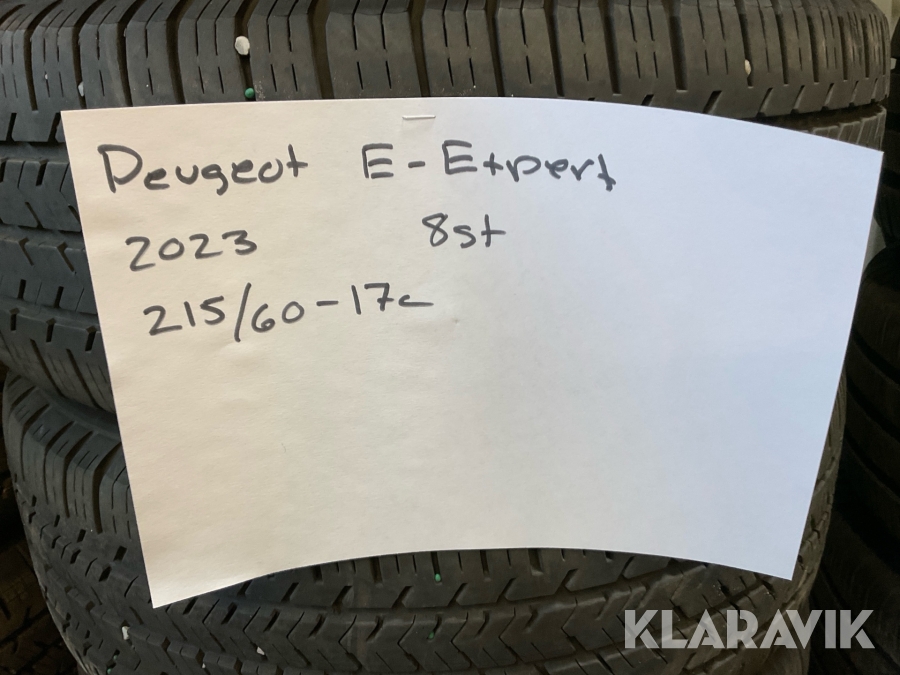 Peugeot E-Expert
2023 8st
215/60-17c
KLARAVIK